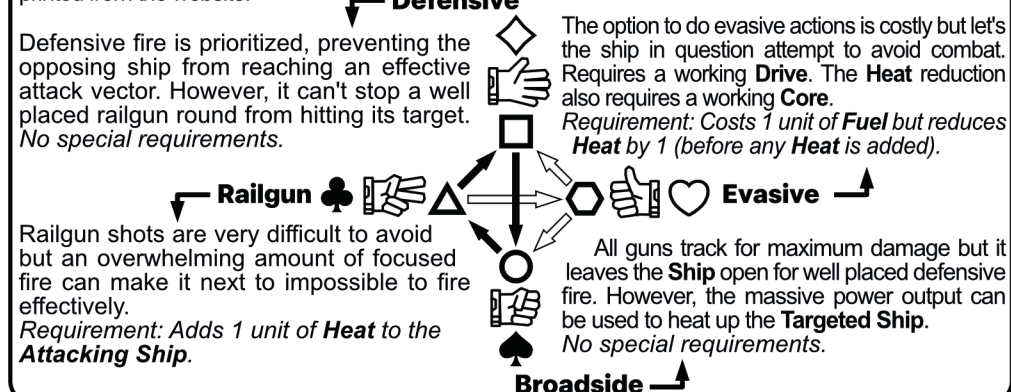 printed from the website.
Defensive
Defensive fire is prioritized, preventing the
opposing ship from reaching an effective
attack vector. However, it can't stop a well
placed railgun round from hitting its target.
No special requirements.
The option to do evasive actions is costly but let's
the ship in question attempt to avoid combat.
Requires a working Drive. The Heat reduction
also requires a working Core.
Requirement: Costs 1 unit of Fuel but reduces
Heat by 1 (before any Heat is added).
Railgun
Evasive
Railgun shots are very difficult to avoid
but an overwhelming amount of focused
fire can make it next to impossible to fire
effectively.
Requirement: Adds 1 unit of Heat to the
Attacking Ship.
All guns track for maximum damage but it
leaves the Ship open for well placed defensive
fire. However, the massive power output can
be used to heat up the Targeted Ship.
No special requirements.
Broadside